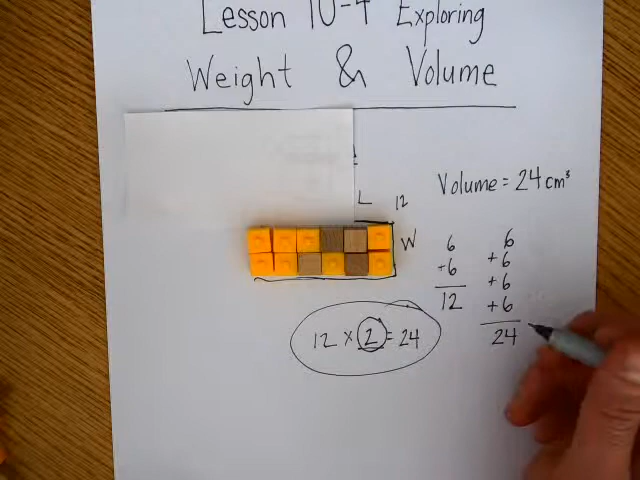 Lesson 10-4 Exploring
Weight & Volume
Volume = 24 cm³
L 12
W
6
+6
12
6
+6
+6
+6
24
12 x 2 = 24